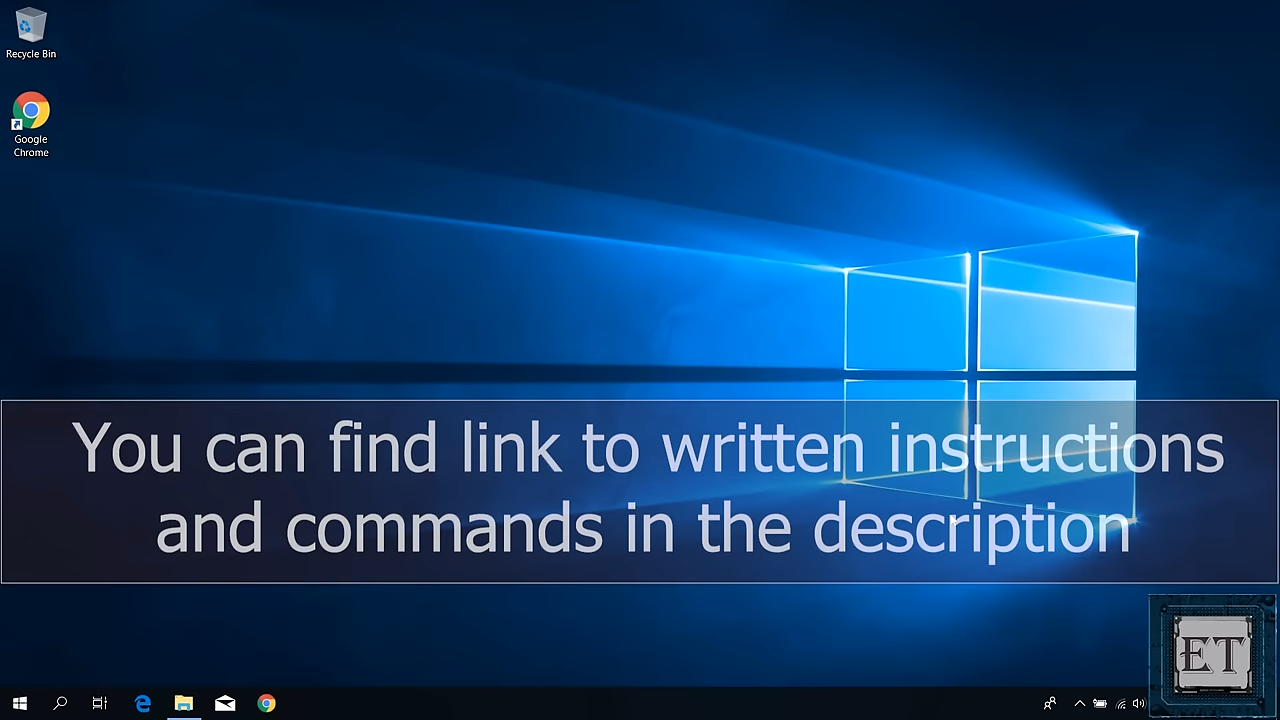 Recycle Bin
Google
Chrome
You can find link to written instructions
and commands in the description
ET